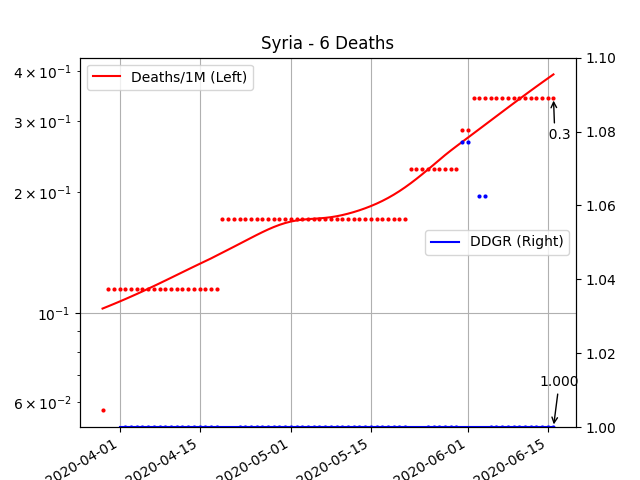 Syria - 6 Deaths
Deaths/1M (Left)
DDGR (Right)
4 × 10⁻¹
3 × 10⁻¹
2 × 10⁻¹
10⁻¹
6 × 10⁻²
1.10
1.08
1.06
1.04
1.02
1.00
0.3
1.000
2020-04-01
2020-04-15
2020-05-01
2020-05-15
2020-06-01
2020-06-15